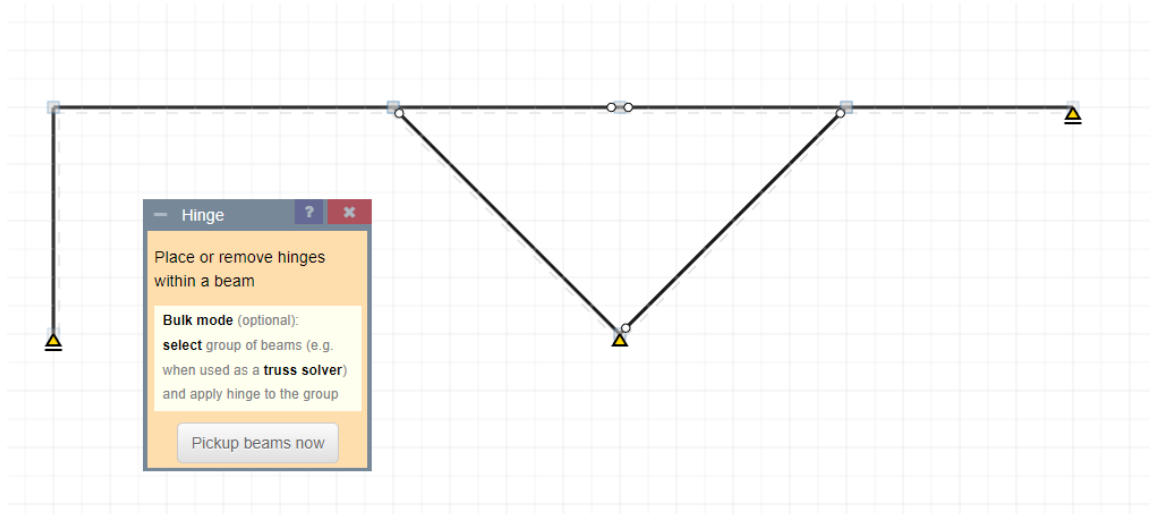 Hinge ?
Place or remove hinges
within a beam
Bulk mode (optional):
select group of beams (e.g.
when used as a truss solver)
and apply hinge to the group
Pickup beams now